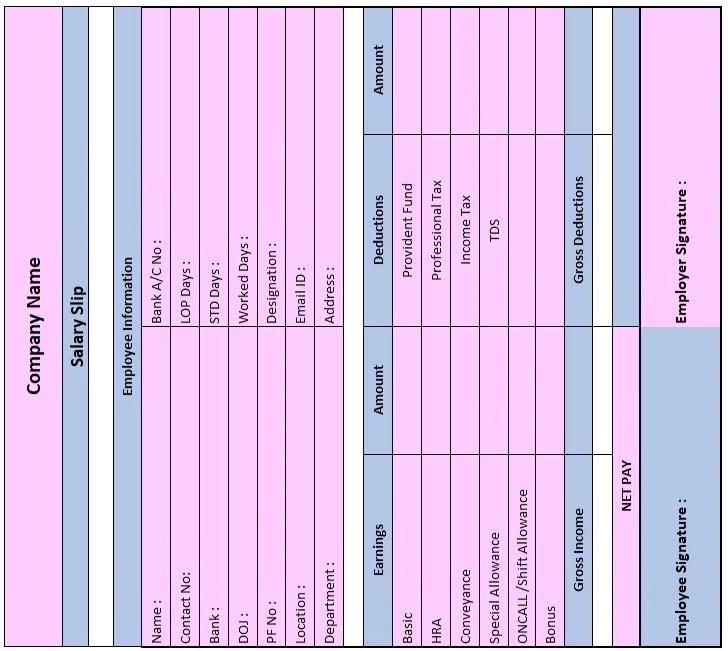 Company Name
Salary Slip
Employee Information
Name : Bank A/C No :
Contact No: LOP Days :
Bank : STD Days :
DOJ : Worked Days :
PF No : Designation :
Location : Email ID :
Department : Address :
Earnings Amount Deductions Amount
Basic Provident Fund
HRA Professional Tax
Conveyance Income Tax
Special Allowance TDS
ONCALL /Shift Allowance
Bonus
Gross Income Gross Deductions
NET PAY
Employee Signature : Employer Signature :